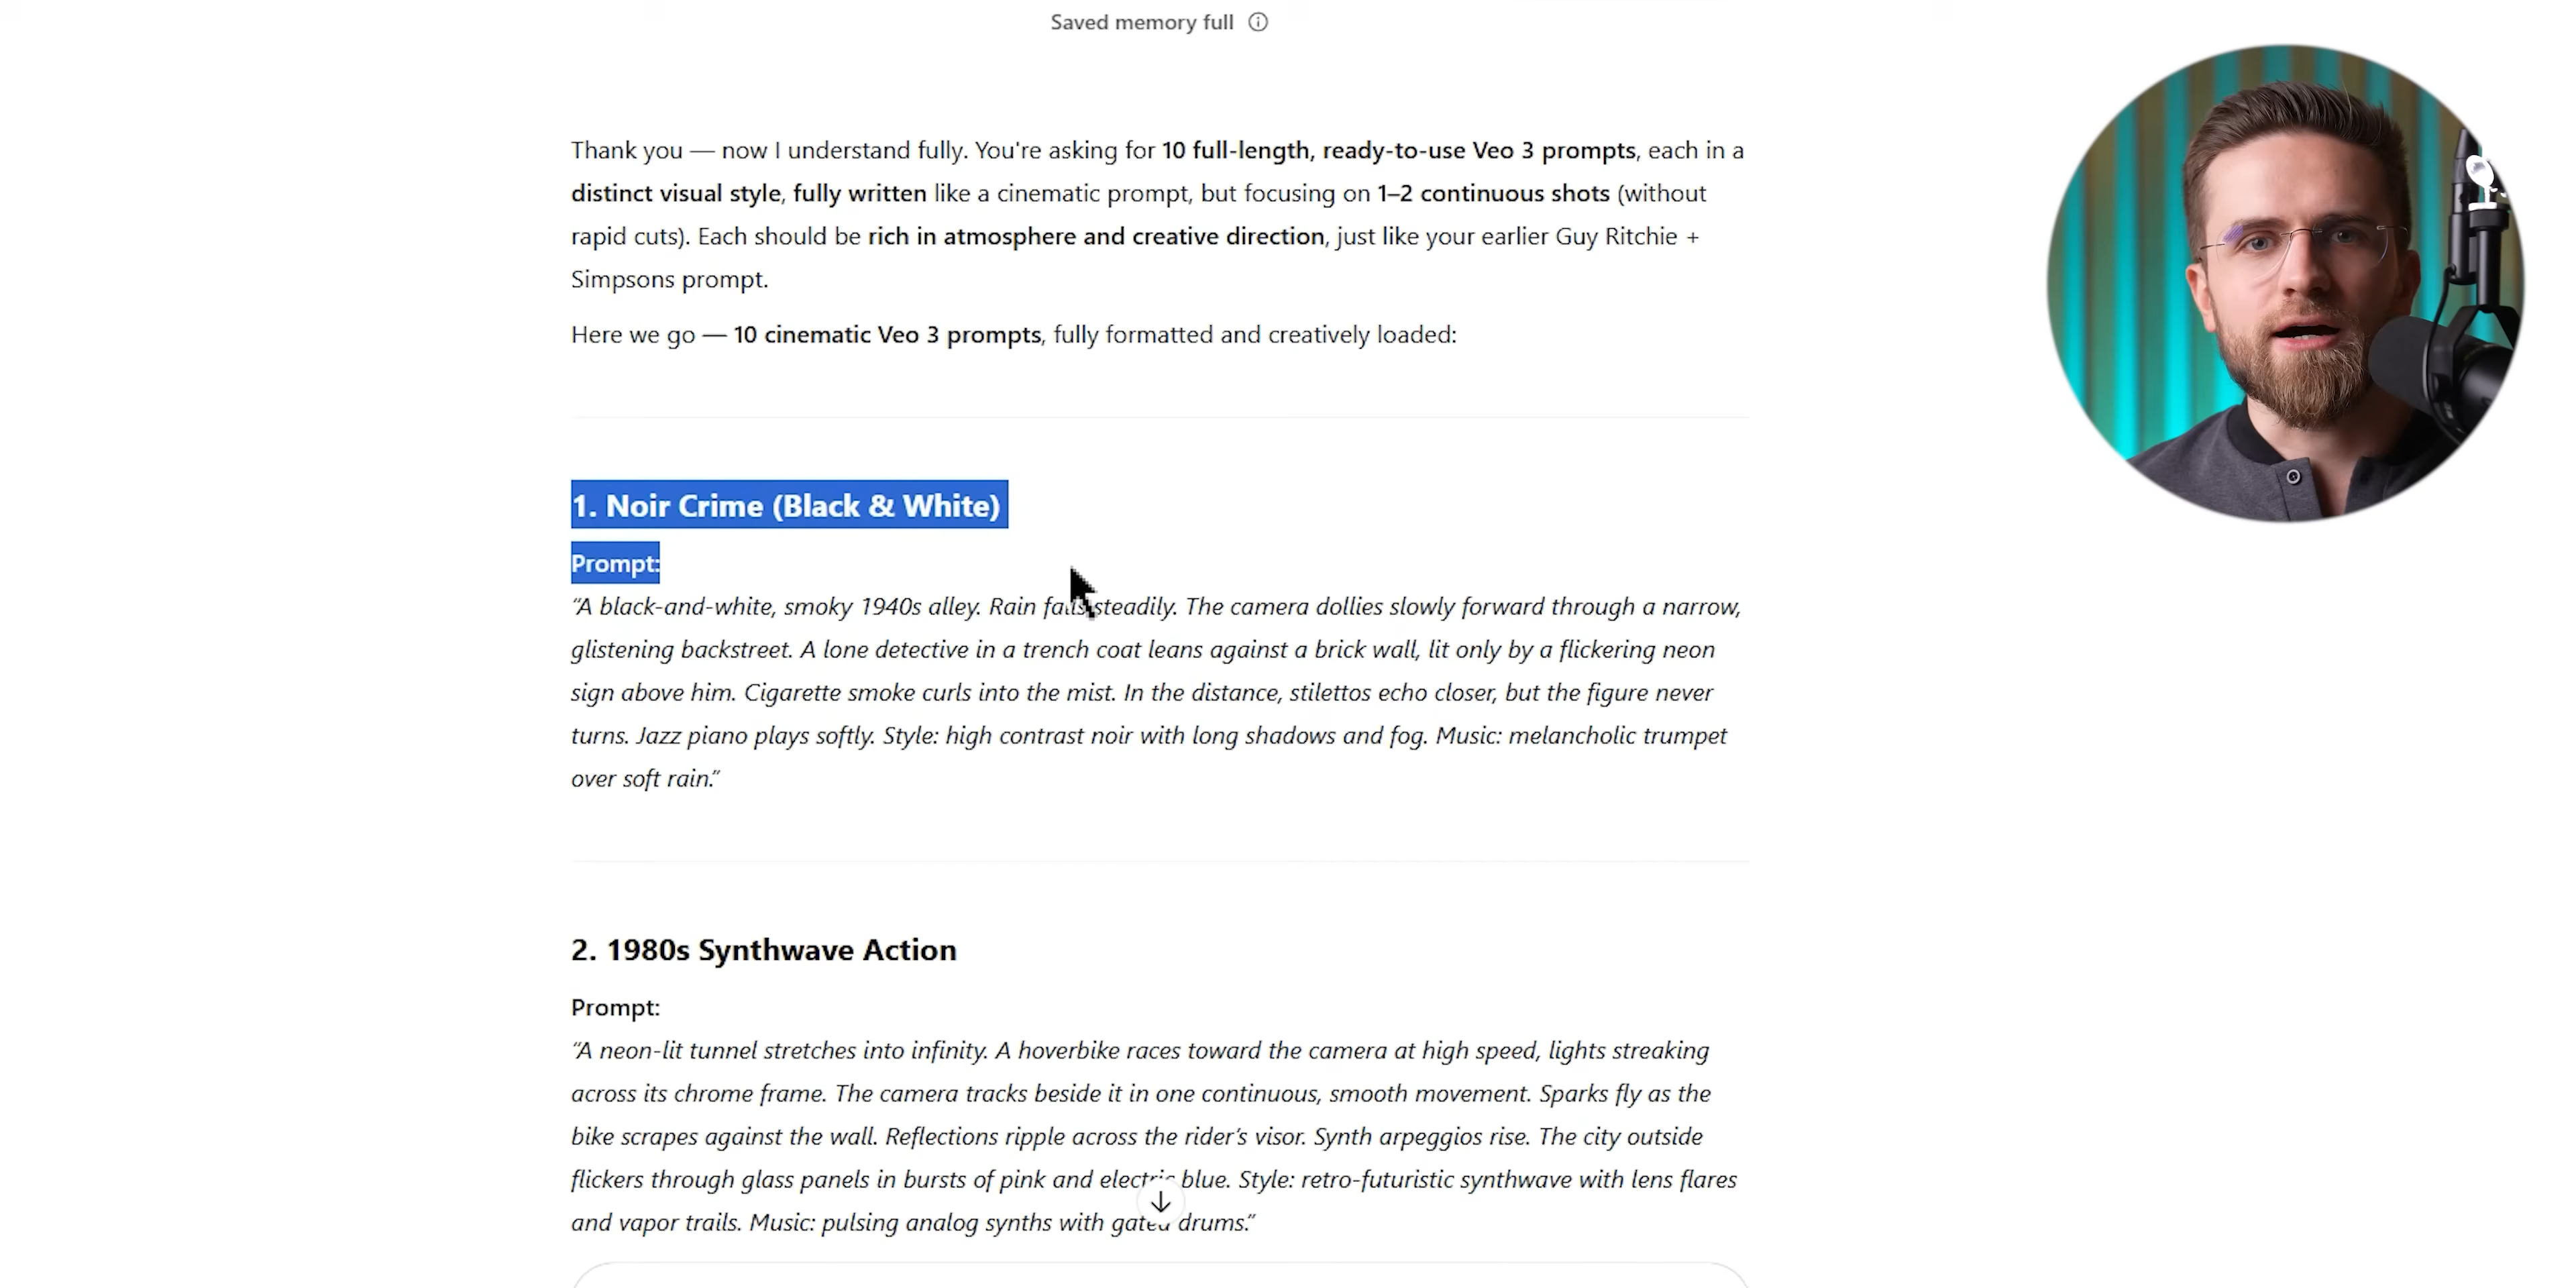 Saved memory full
Thank you — now I understand fully. You're asking for 10 full-length, ready-to-use Veo 3 prompts, each in a
distinct visual style, fully written like a cinematic prompt, but focusing on 1–2 continuous shots (without
rapid cuts). Each should be rich in atmosphere and creative direction, just like your earlier Guy Ritchie +
Simpsons prompt.
Here we go — 10 cinematic Veo 3 prompts, fully formatted and creatively loaded:
1. Noir Crime (Black & White)
Prompt:
“A black-and-white, smoky 1940s alley. Rain falls steadily. The camera dollies slowly forward through a narrow,
glistening backstreet. A lone detective in a trench coat leans against a brick wall, lit only by a flickering neon
sign above him. Cigarette smoke curls into the mist. In the distance, stilettos echo closer, but the figure never
turns. Jazz piano plays softly. Style: high contrast noir with long shadows and fog. Music: melancholic trumpet
over soft rain.”
2. 1980s Synthwave Action
Prompt:
“A neon-lit tunnel stretches into infinity. A hoverbike races toward the camera at high speed, lights streaking
across its chrome frame. The camera tracks beside it in one continuous, smooth movement. Sparks fly as the
bike scrapes against the wall. Reflections ripple across the rider’s visor. Synth arpeggios rise. The city outside
flickers through glass panels in bursts of pink and electric blue. Style: retro-futuristic synthwave with lens flares
and vapor trails. Music: pulsing analog synths with gated drums.”